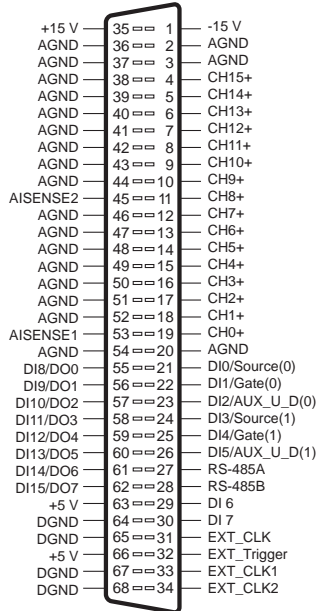 +15 V 35 1 -15 V
AGND 36 2 AGND
AGND 37 3 AGND
AGND 38 4 CH15+
AGND 39 5 CH14+
AGND 40 6 CH13+
AGND 41 7 CH12+
AGND 42 8 CH11+
AGND 43 9 CH10+
AGND 44 10 CH9+
AISENSE2 45 11 CH8+
AGND 46 12 CH7+
AGND 47 13 CH6+
AGND 48 14 CH5+
AGND 49 15 CH4+
AGND 50 16 CH3+
AGND 51 17 CH2+
AGND 52 18 CH1+
AISENSE1 53 19 CH0+
AGND 54 20 AGND
DI8/DO0 55 21 DI0/Source(0)
DI9/DO1 56 22 DI1/Gate(0)
DI10/DO2 57 23 DI2/AUX_U_D(0)
DI11/DO3 58 24 DI3/Source(1)
DI12/DO4 59 25 DI4/Gate(1)
DI13/DO5 60 26 DI5/AUX_U_D(1)
DI14/DO6 61 27 RS-485A
DI15/DO7 62 28 RS-485B
+5 V 63 29 DI 6
DGND 64 30 DI 7
DGND 65 31 EXT_CLK
+5 V 66 32 EXT_Trigger
DGND 67 33 EXT_CLK1
DGND 68 34 EXT_CLK2